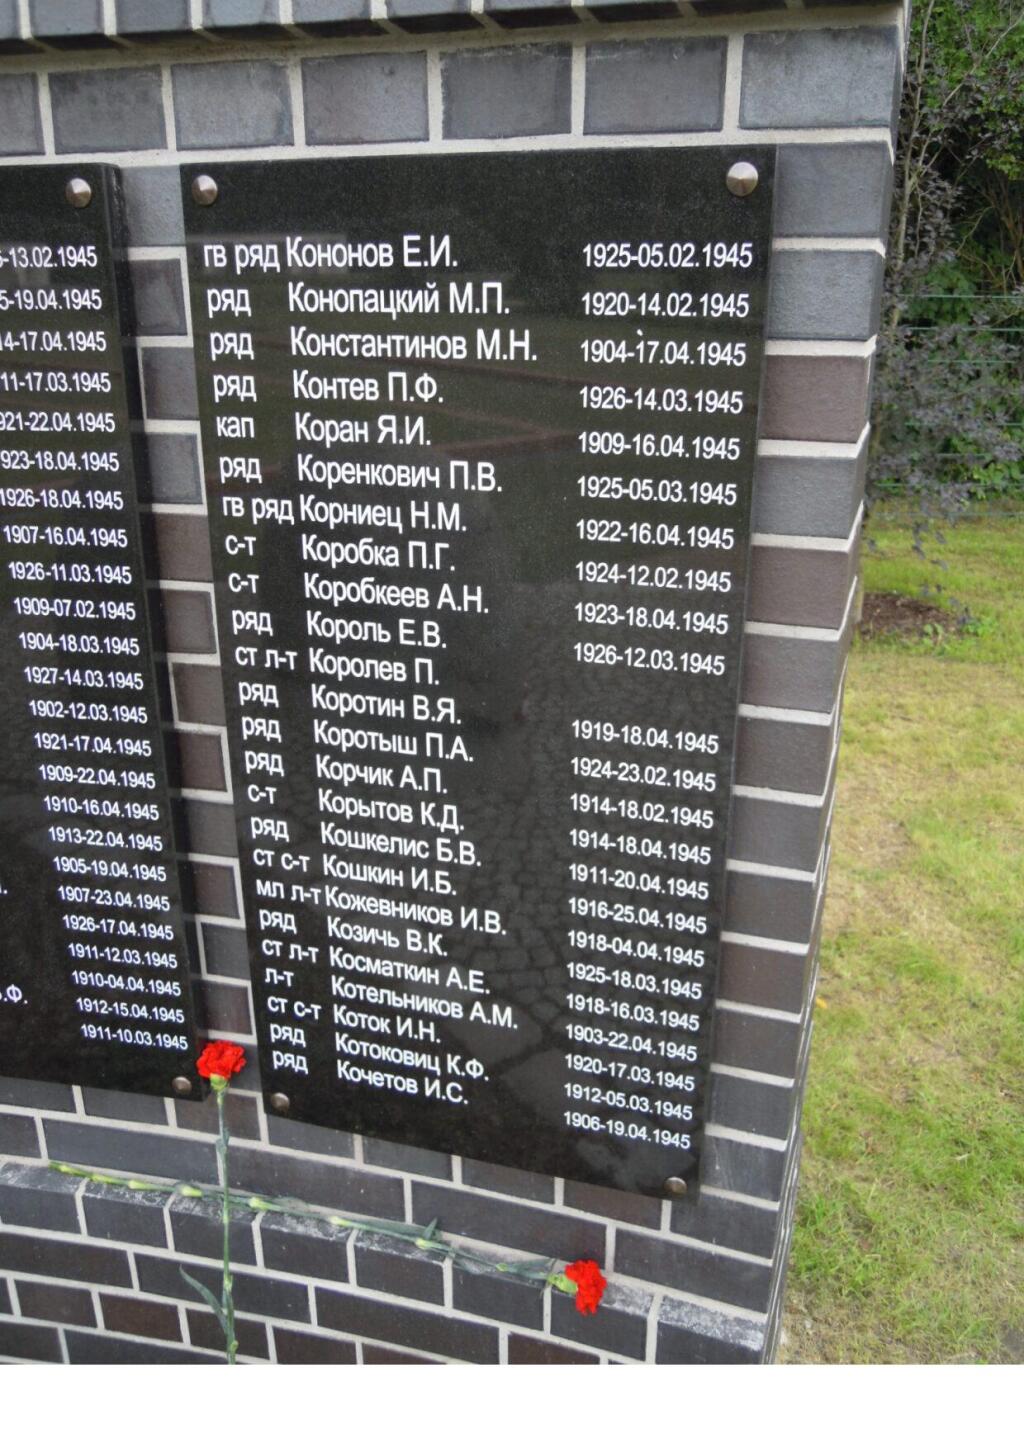 -13.02.1945
-19.04.1945
14-17.04.1945
11-17.03.1945
921-22.04.1945
923-18.04.1945
1926-18.04.1945
1907-16.04.1945
1926-11.03.1945
1909-07.02.1945
1904-18.03.1945
1927-14.03.1945
1902-12.03.1945
1921-17.04.1945
1909-22.04.1945
1910-16.04.1945
1913-22.04.1945
1905-19.04.1945
1907-23.04.1945
1926-17.04.1945
1911-12.03.1945
1910-04.04.1945
.Ф. 1912-15.04.1945
1911-10.03.1945
гв ряд Кононов Е.И. 1925-05.02.1945
ряд Конопацкий М.П. 1920-14.02.1945
ряд Константинов М.Н. 1904-17.04.1945
ряд Контев П.Ф. 1926-14.03.1945
кап Коран Я.И. 1909-16.04.1945
ряд Коренкович П.В. 1925-05.03.1945
гв ряд Корниец Н.М. 1922-16.04.1945
с-т Коробка П.Г. 1924-12.02.1945
с-т Коробкеев А.Н. 1923-18.04.1945
ряд Король Е.В. 1926-12.03.1945
ст л-т Королев П.
ряд Коротин В.Я. 1919-18.04.1945
ряд Коротыш П.А. 1924-23.02.1945
ряд Корчик А.П. 1914-18.02.1945
с-т Корытов К.Д. 1914-18.04.1945
ряд Кошкелис Б.В. 1911-20.04.1945
ст с-т Кошкин И.Б. 1916-25.04.1945
мл л-т Кожевников И.В. 1918-04.04.1945
ряд Козичь В.К. 1925-18.03.1945
ст л-т Косматкин А.Е. 1918-16.03.1945
л-т Котельников А.М. 1903-22.04.1945
ст с-т Коток И.Н. 1920-17.03.1945
ряд Котоковиц К.Ф. 1912-05.03.1945
ряд Кочетов И.С. 1906-19.04.1945